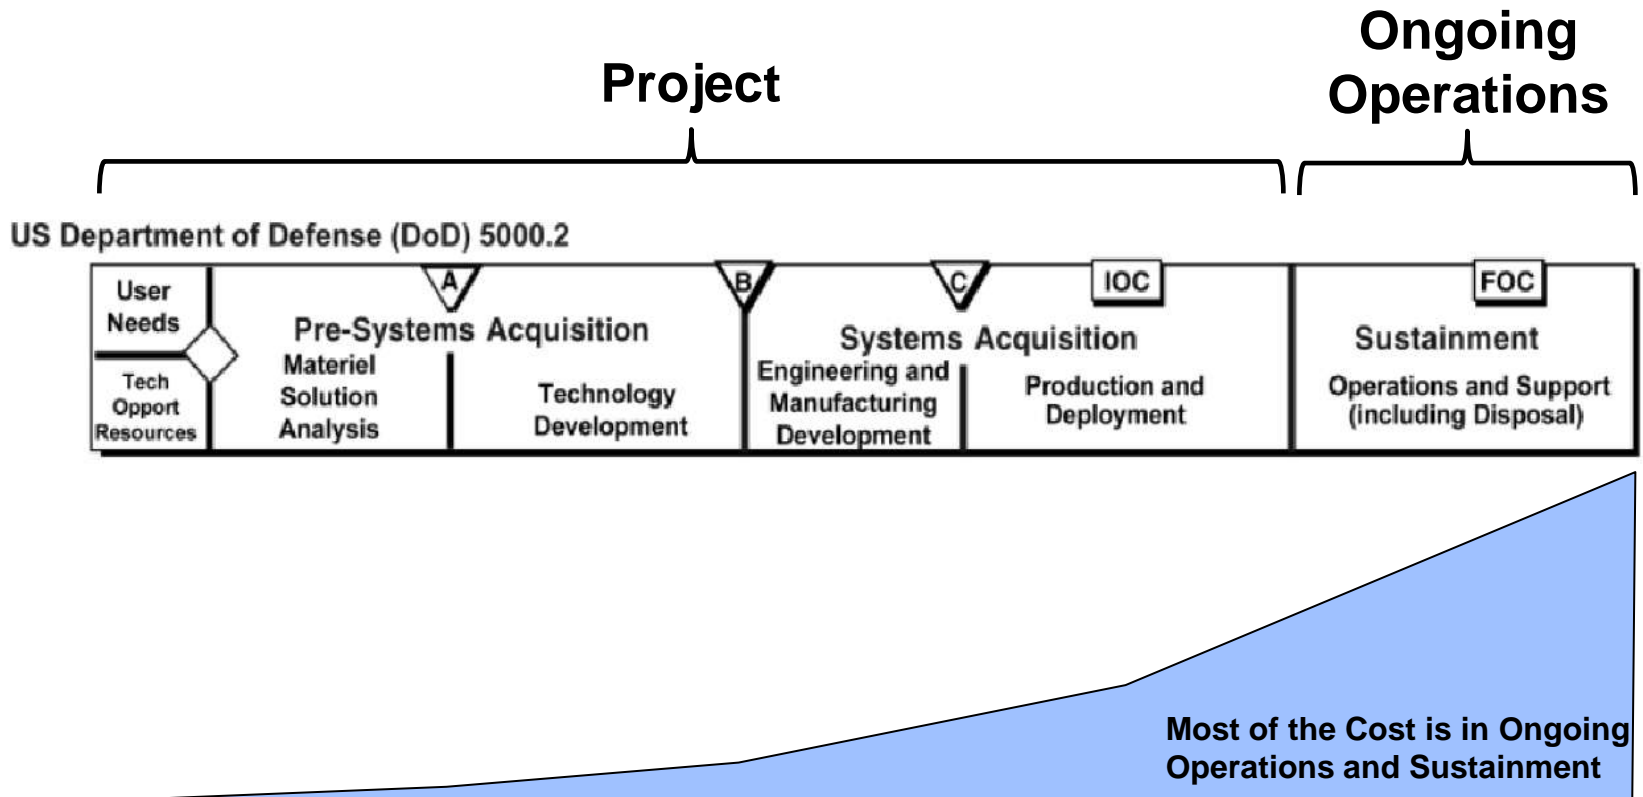 Project
Ongoing
Operations
US Department of Defense (DoD) 5000.2
User
Needs
Tech
Opport
Resources
A
Pre-Systems Acquisition
Materiel
Solution
Analysis
Technology
Development
B
C
IOC
Systems Acquisition
Engineering and
Manufacturing
Development
Production and
Deployment
FOC
Sustainment
Operations and Support
(including Disposal)
Most of the Cost is in Ongoing
Operations and Sustainment